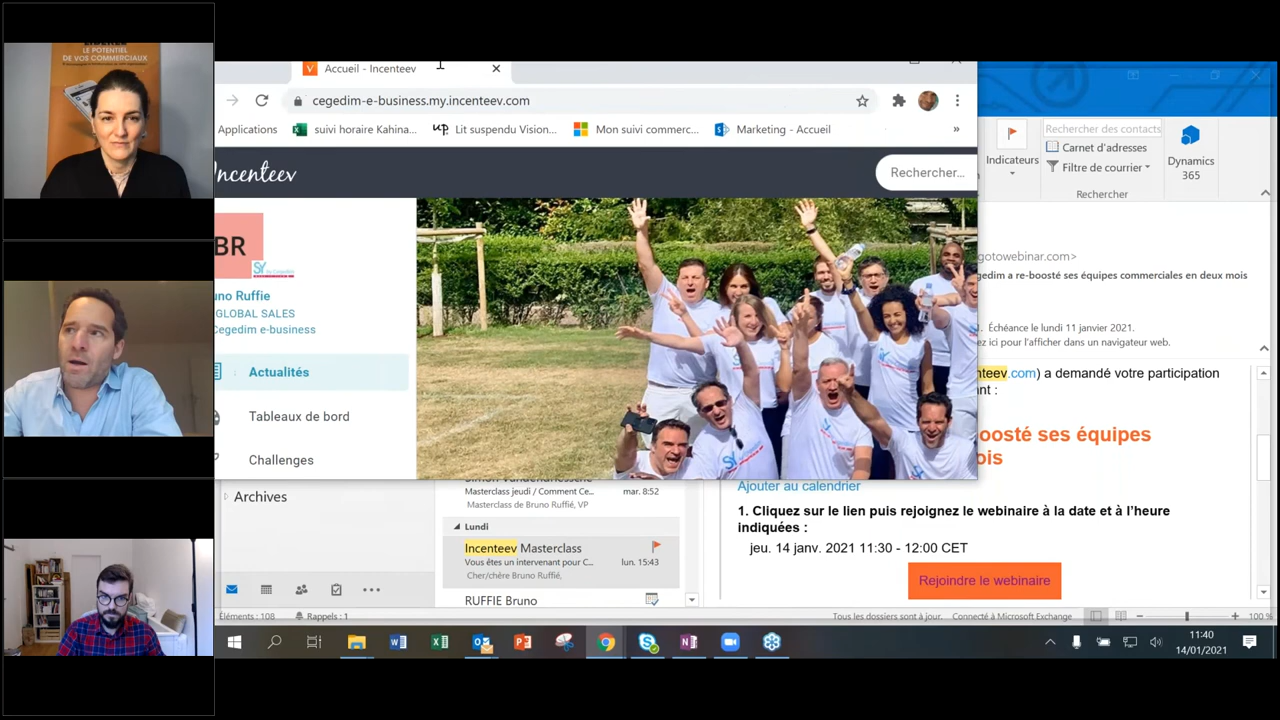 LE POTENTIEL
DE VOS COMMERCIAUX
Accueil - Incenteev
cegedim-e-business.my.incenteev.com
Applications
suivi horaire Kahina...
Lit suspendu Vision...
Mon suivi commerc...
Marketing - Accueil
»
Incenteev
Rechercher...
BR
SY by Cegedim
uno Ruffie
GLOBAL SALES
Cegedim e-business
Actualités
Tableaux de bord
Challenges
Indicateurs
Rechercher des contacts
Carnet d'adresses
Filtre de courrier
Rechercher
Dynamics
365
gotowebinar.com>
egedim a re-boosté ses équipes commerciales en deux mois
. Échéance le lundi 11 janvier 2021.
ez ici pour l'afficher dans un navigateur web.
nteev.com) a demandé votre participation
ant :
oosté ses équipes
ois
Ajouter au calendrier
1. Cliquez sur le lien puis rejoignez le webinaire à la date et à l'heure
indiquées :
jeu. 14 janv. 2021 11:30 - 12:00 CET
Rejoindre le webinaire
Archives
Masterclass jeudi / Comment Ce...
mar. 8:52
Masterclass de Bruno Ruffié, VP
Lundi
Incenteev Masterclass
Vous êtes un intervenant pour C...
lun. 15:43
Cher/chère Bruno Ruffié,
RUFFIE Bruno
Éléments : 108
Rappels : 1
Tous les dossiers sont à jour.
Connecté à Microsoft Exchange
100 %
11:40
14/01/2021